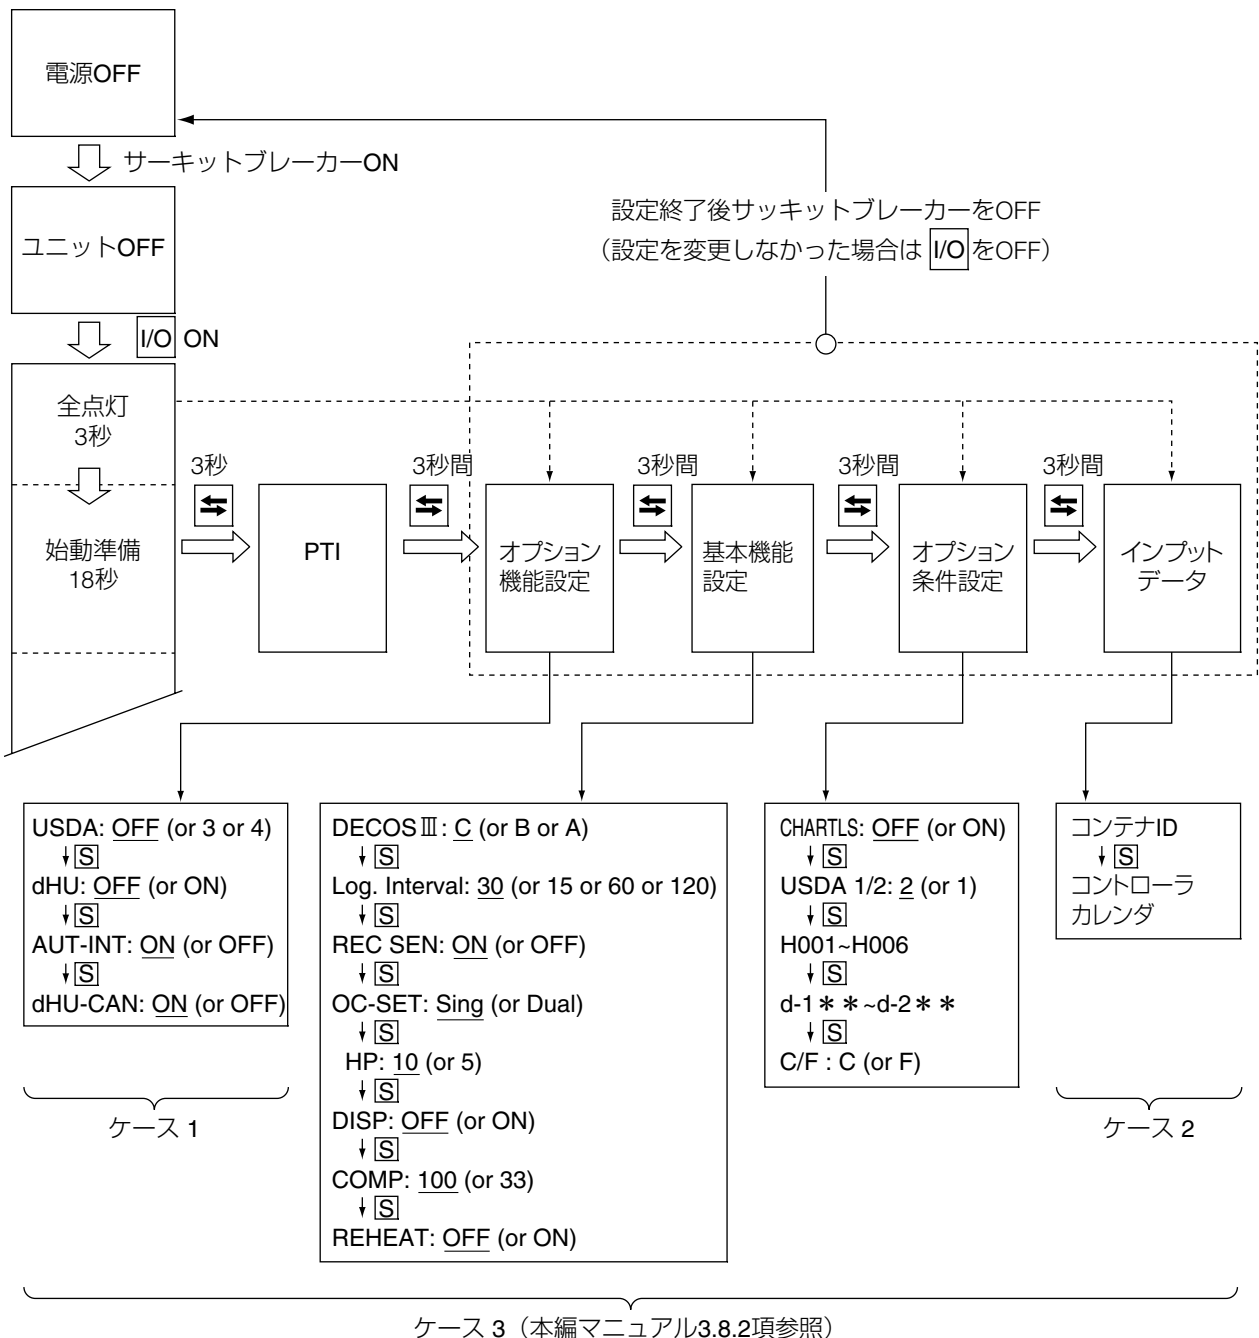 電源OFF
サーキットブレーカーON
ユニットOFF
設定終了後サッキットブレーカーをOFF
（設定を変更しなかった場合は I/O をOFF）
I/O ON
全点灯
3秒
始動準備
18秒
3秒
PTI
3秒間
オプション
機能設定
3秒間
基本機能
設定
3秒間
オプション
条件設定
3秒間
インプット
データ
USDA: OFF (or 3 or 4)
↓ S
dHU: OFF (or ON)
↓ S
AUT-INT: ON (or OFF)
↓ S
dHU-CAN: ON (or OFF)
ケース 1
DECOSⅢ: C (or B or A)
↓ S
Log. Interval: 30 (or 15 or 60 or 120)
↓ S
REC SEN: ON (or OFF)
↓ S
OC-SET: Sing (or Dual)
↓ S
HP: 10 (or 5)
↓ S
DISP: OFF (or ON)
↓ S
COMP: 100 (or 33)
↓ S
REHEAT: OFF (or ON)
CHARTLS: OFF (or ON)
↓ S
USDA 1/2: 2 (or 1)
↓ S
H001~H006
↓ S
d-1＊＊~d-2＊＊
↓ S
C/F : C (or F)
コンテナID
↓ S
コントローラ
カレンダ
ケース 2
ケース 3（本編マニュアル3.8.2項参照）